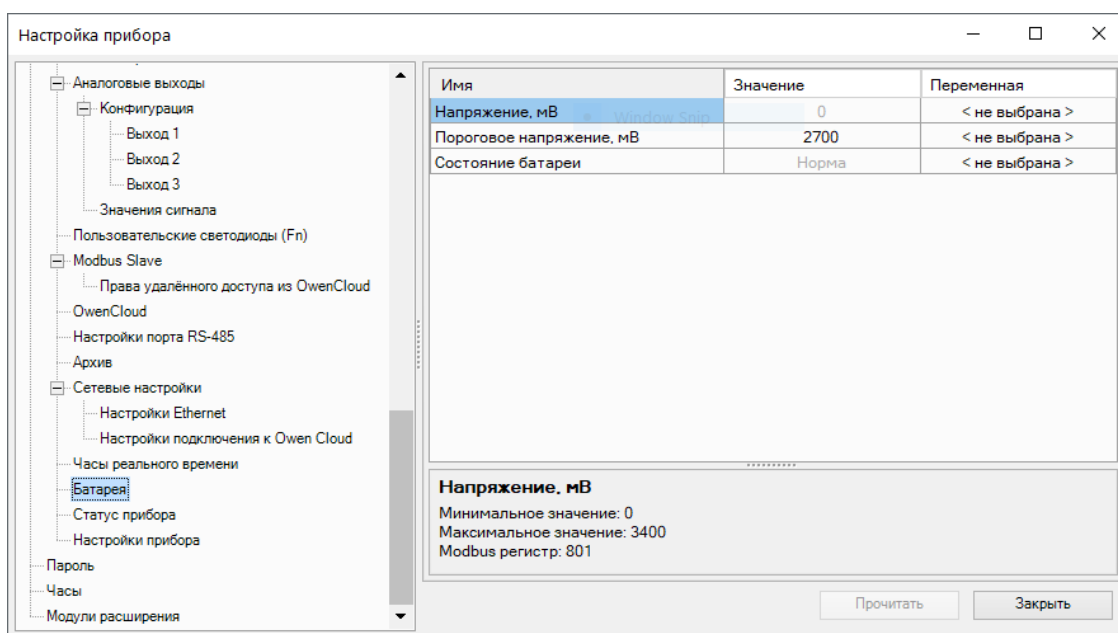 Настройка прибора
Аналоговые выходы
Конфигурация
Выход 1
Выход 2
Выход 3
Значения сигнала
Пользовательские светодиоды (Fn)
Modbus Slave
Права удалённого доступа из OwenCloud
OwenCloud
Настройки порта RS-485
Архив
Сетевые настройки
Настройки Ethernet
Настройки подключения к Owen Cloud
Часы реального времени
Батарея
Статус прибора
Настройки прибора
Пароль
Часы
Модули расширения
Имя Значение Переменная
Напряжение, мВ Window Snip 0 < не выбрана >
Пороговое напряжение, мВ 2700 < не выбрана >
Состояние батареи Норма < не выбрана >
Напряжение, мВ
Минимальное значение: 0
Максимальное значение: 3400
Modbus регистр: 801
Прочитать Закрыть